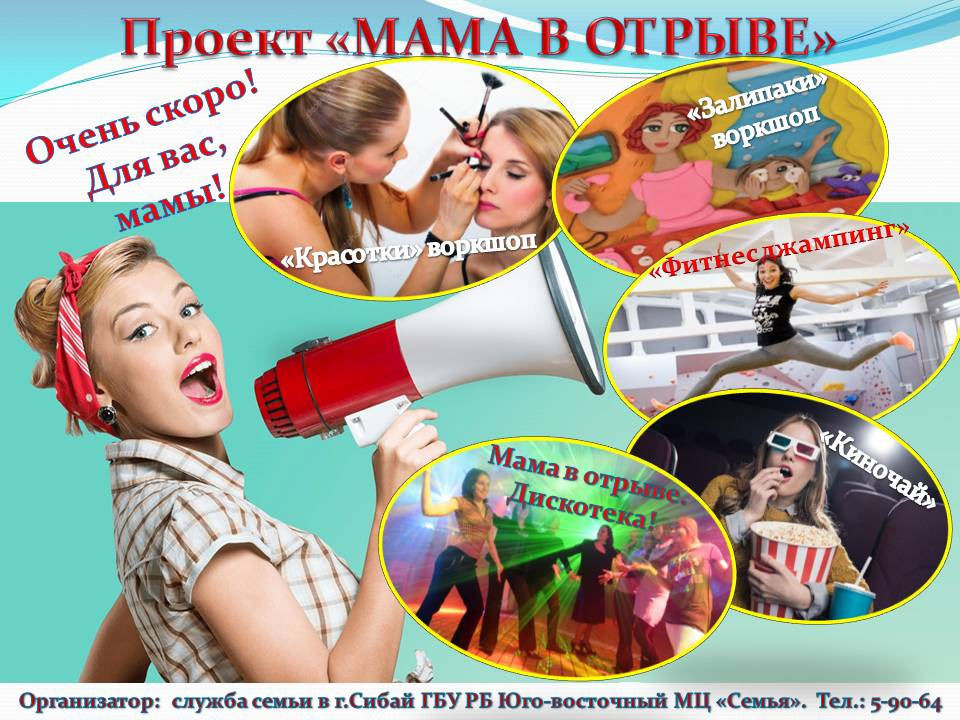 Проект «МАМА В ОТРЫВЕ»
Очень скоро!
Для вас,
мамы!
«Красотки» воркшоп
«Залипаки»
воркшоп
«Фитнес джампинг»
«Киночай»
Мама в отрыве.
Дискотека!
Организатор: служба семьи в г.Сибай ГБУ РБ Юго-восточный МЦ «Семья». Тел.: 5-90-64